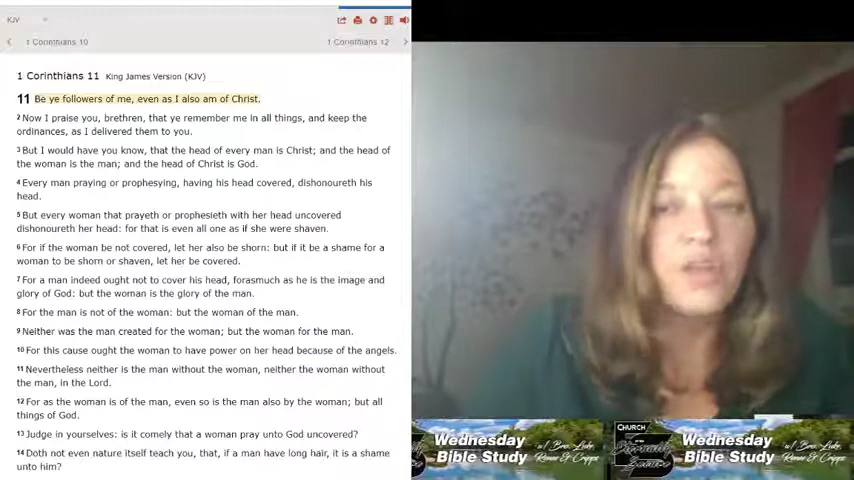 KJV
1 Corinthians 10
1 Corinthians 12
1 Corinthians 11 King James Version (KJV)
11 Be ye followers of me, even as I also am of Christ.
2 Now I praise you, brethren, that ye remember me in all things, and keep the
ordinances, as I delivered them to you.
3 But I would have you know, that the head of every man is Christ; and the head of
the woman is the man; and the head of Christ is God.
4 Every man praying or prophesying, having his head covered, dishonoureth his
head.
5 But every woman that prayeth or prophesieth with her head uncovered
dishonoureth her head: for that is even all one as if she were shaven.
6 For if the woman be not covered, let her also be shorn: but if it be a shame for a
woman to be shorn or shaven, let her be covered.
7 For a man indeed ought not to cover his head, forasmuch as he is the image and
glory of God: but the woman is the glory of the man.
8 For the man is not of the woman: but the woman of the man.
9 Neither was the man created for the woman; but the woman for the man.
10 For this cause ought the woman to have power on her head because of the angels.
11 Nevertheless neither is the man without the woman, neither the woman without
the man, in the Lord.
12 For as the woman is of the man, even so is the man also by the woman; but all
things of God.
13 Judge in yourselves: is it comely that a woman pray unto God uncovered?
14 Doth not even nature itself teach you, that, if a man have long hair, it is a shame
unto him?
Wednesday
Bible Study
w/ Bro. Luke,
Renee & Cripps
CHURCH
Eternally
Secure
Wednesday
Bible Study
w/ Bro. Luke,
Renee & Cripps